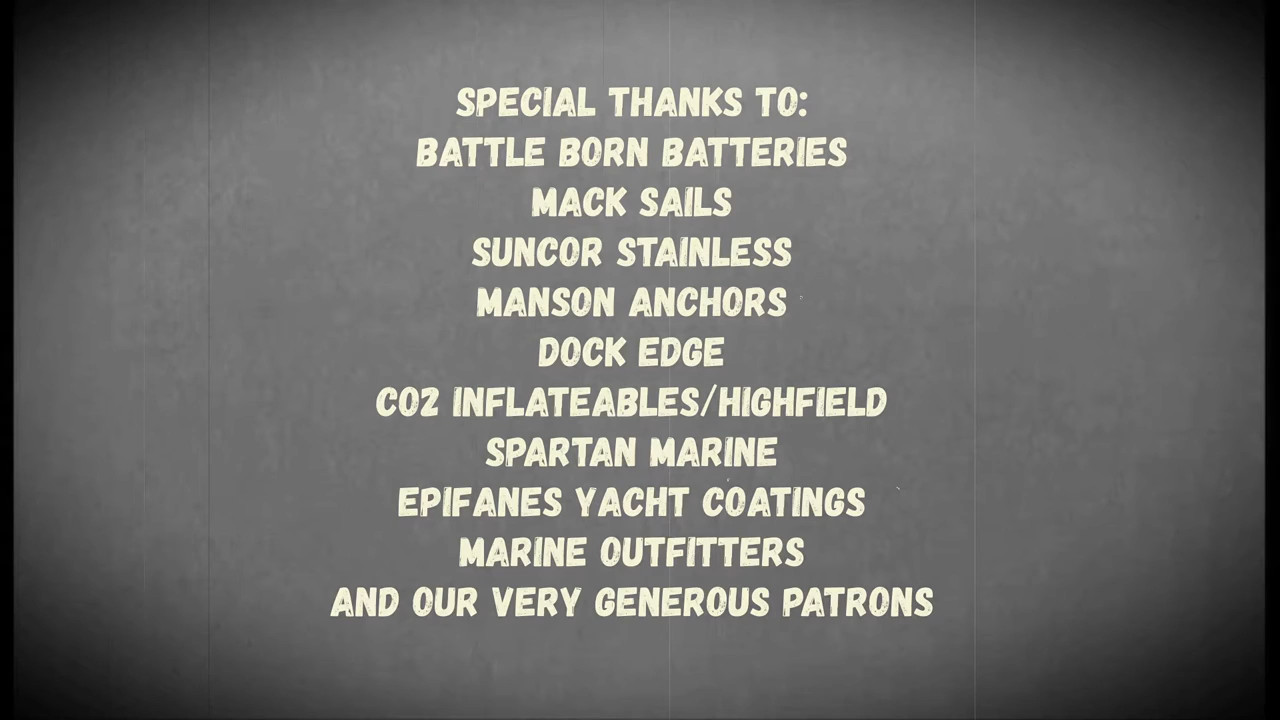 SPECIAL THANKS TO:
BATTLE BORN BATTERIES
MACK SAILS
SUNCOR STAINLESS
MANSON ANCHORS
DOCK EDGE
CO2 INFLATEABLES/HIGHFIELD
SPARTAN MARINE
EPIFANES YACHT COATINGS
MARINE OUTFITTERS
AND OUR VERY GENEROUS PATRONS